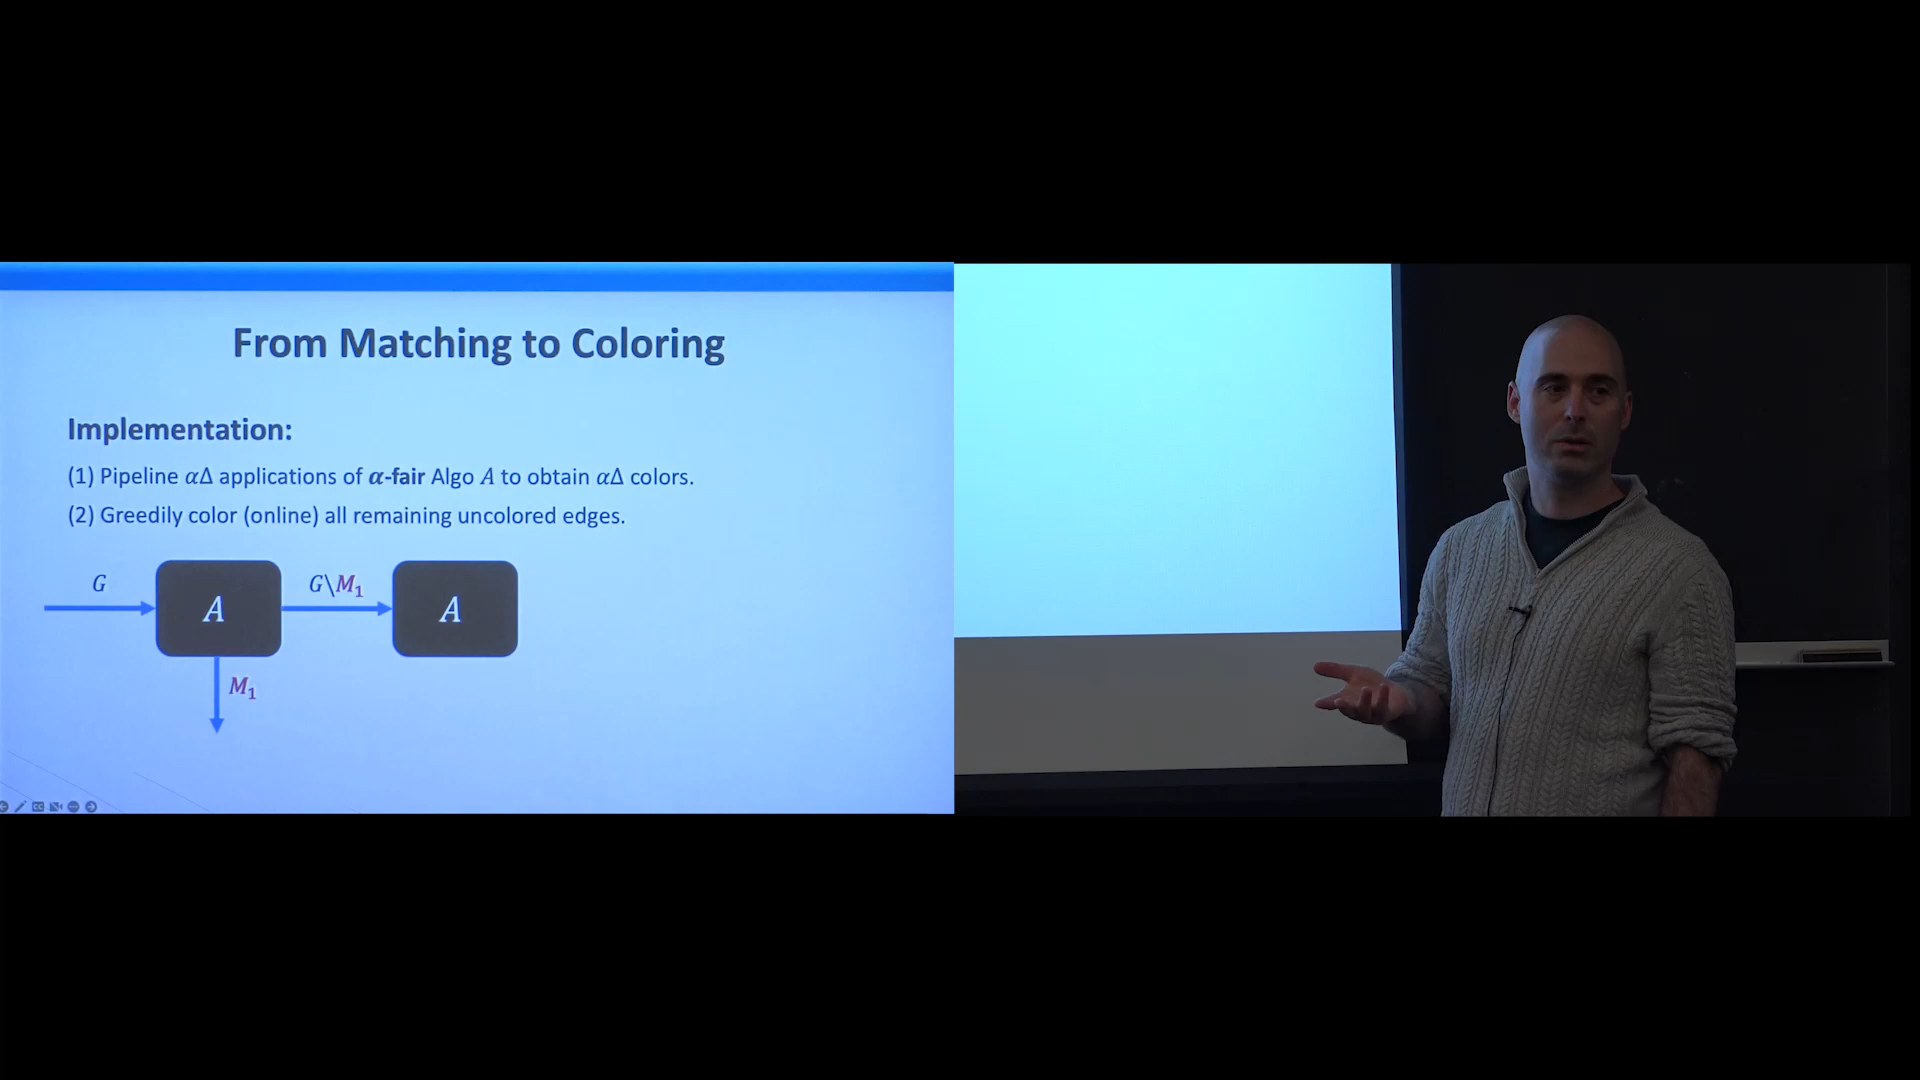 From Matching to Coloring
Implementation:
(1) Pipeline 𝛼Δ applications of 𝜶-fair Algo 𝐴 to obtain 𝛼Δ colors.
(2) Greedily color (online) all remaining uncolored edges.
𝐺
𝐴
𝐺\𝑀₁
𝐴
𝑀₁